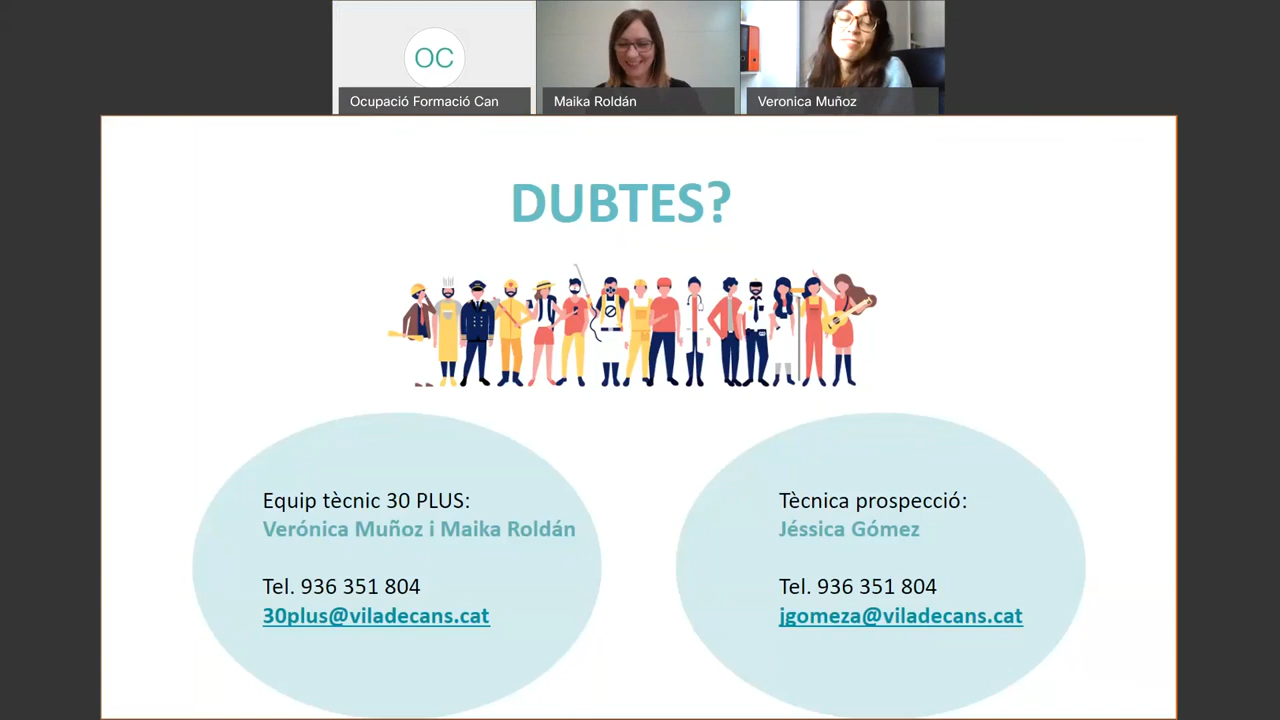 OC
Ocupació Formació Can
Maika Roldán
Veronica Muñoz
DUBTES?
Equip tècnic 30 PLUS:
Verónica Muñoz i Maika Roldán
Tel. 936 351 804
30plus@viladecans.cat
Tècnica prospecció:
Jéssica Gómez
Tel. 936 351 804
jgomeza@viladecans.cat